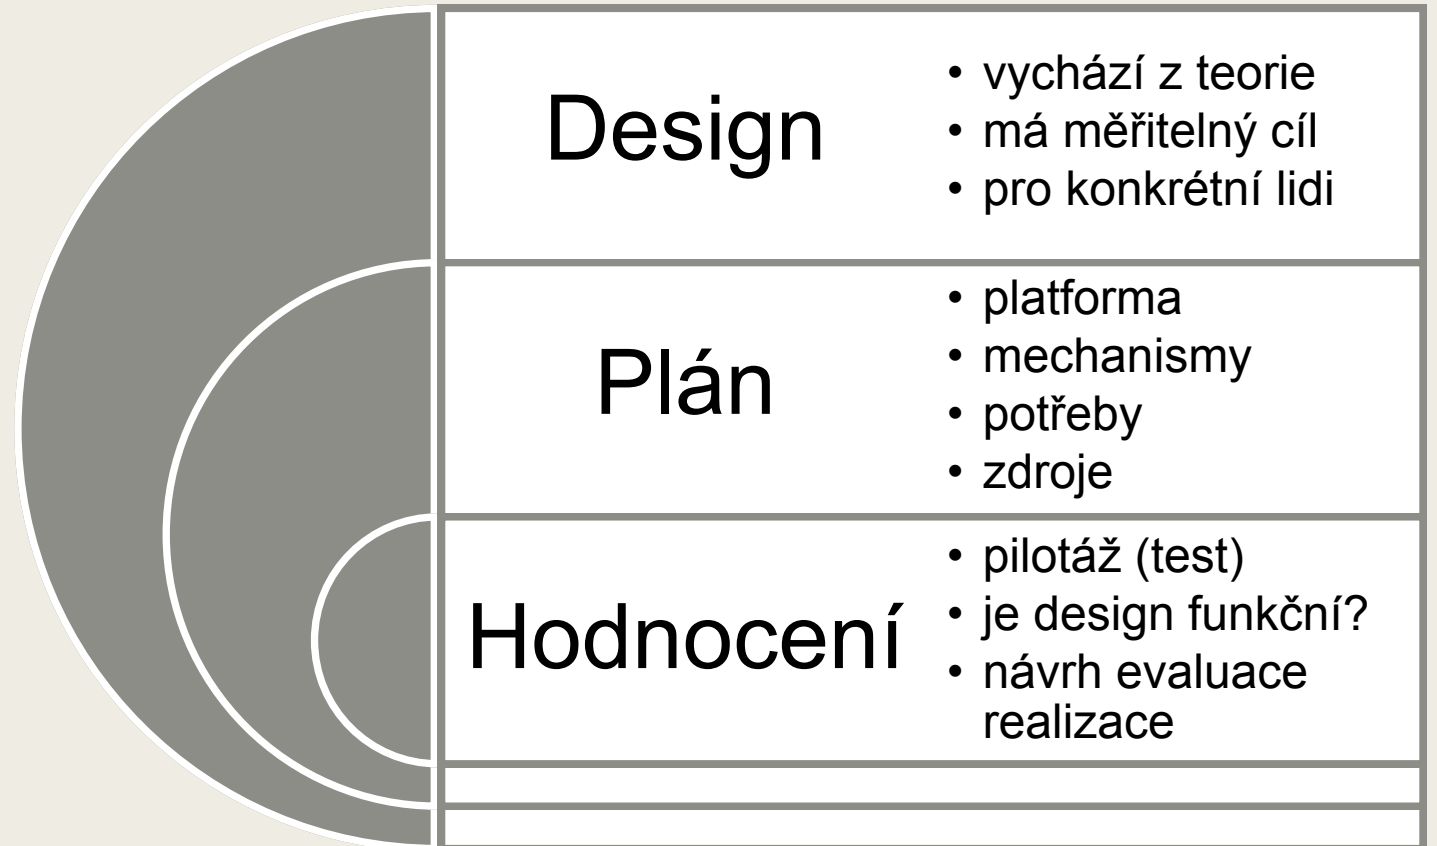 Design
• vychází z teorie
• má měřitelný cíl
• pro konkrétní lidi
Plán
• platforma
• mechanismy
• potřeby
• zdroje
Hodnocení
• pilotáž (test)
• je design funkční?
• návrh evaluace
realizace